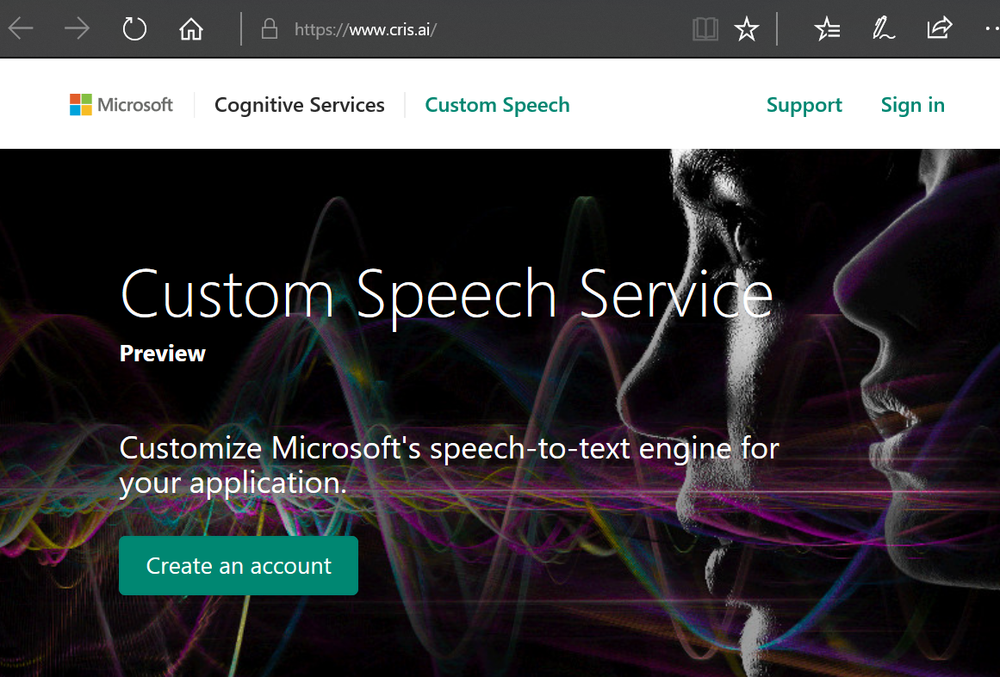 https://www.cris.ai/
Microsoft Cognitive Services Custom Speech Support Sign in
Custom Speech Service
Preview
Customize Microsoft's speech-to-text engine for
your application.
Create an account